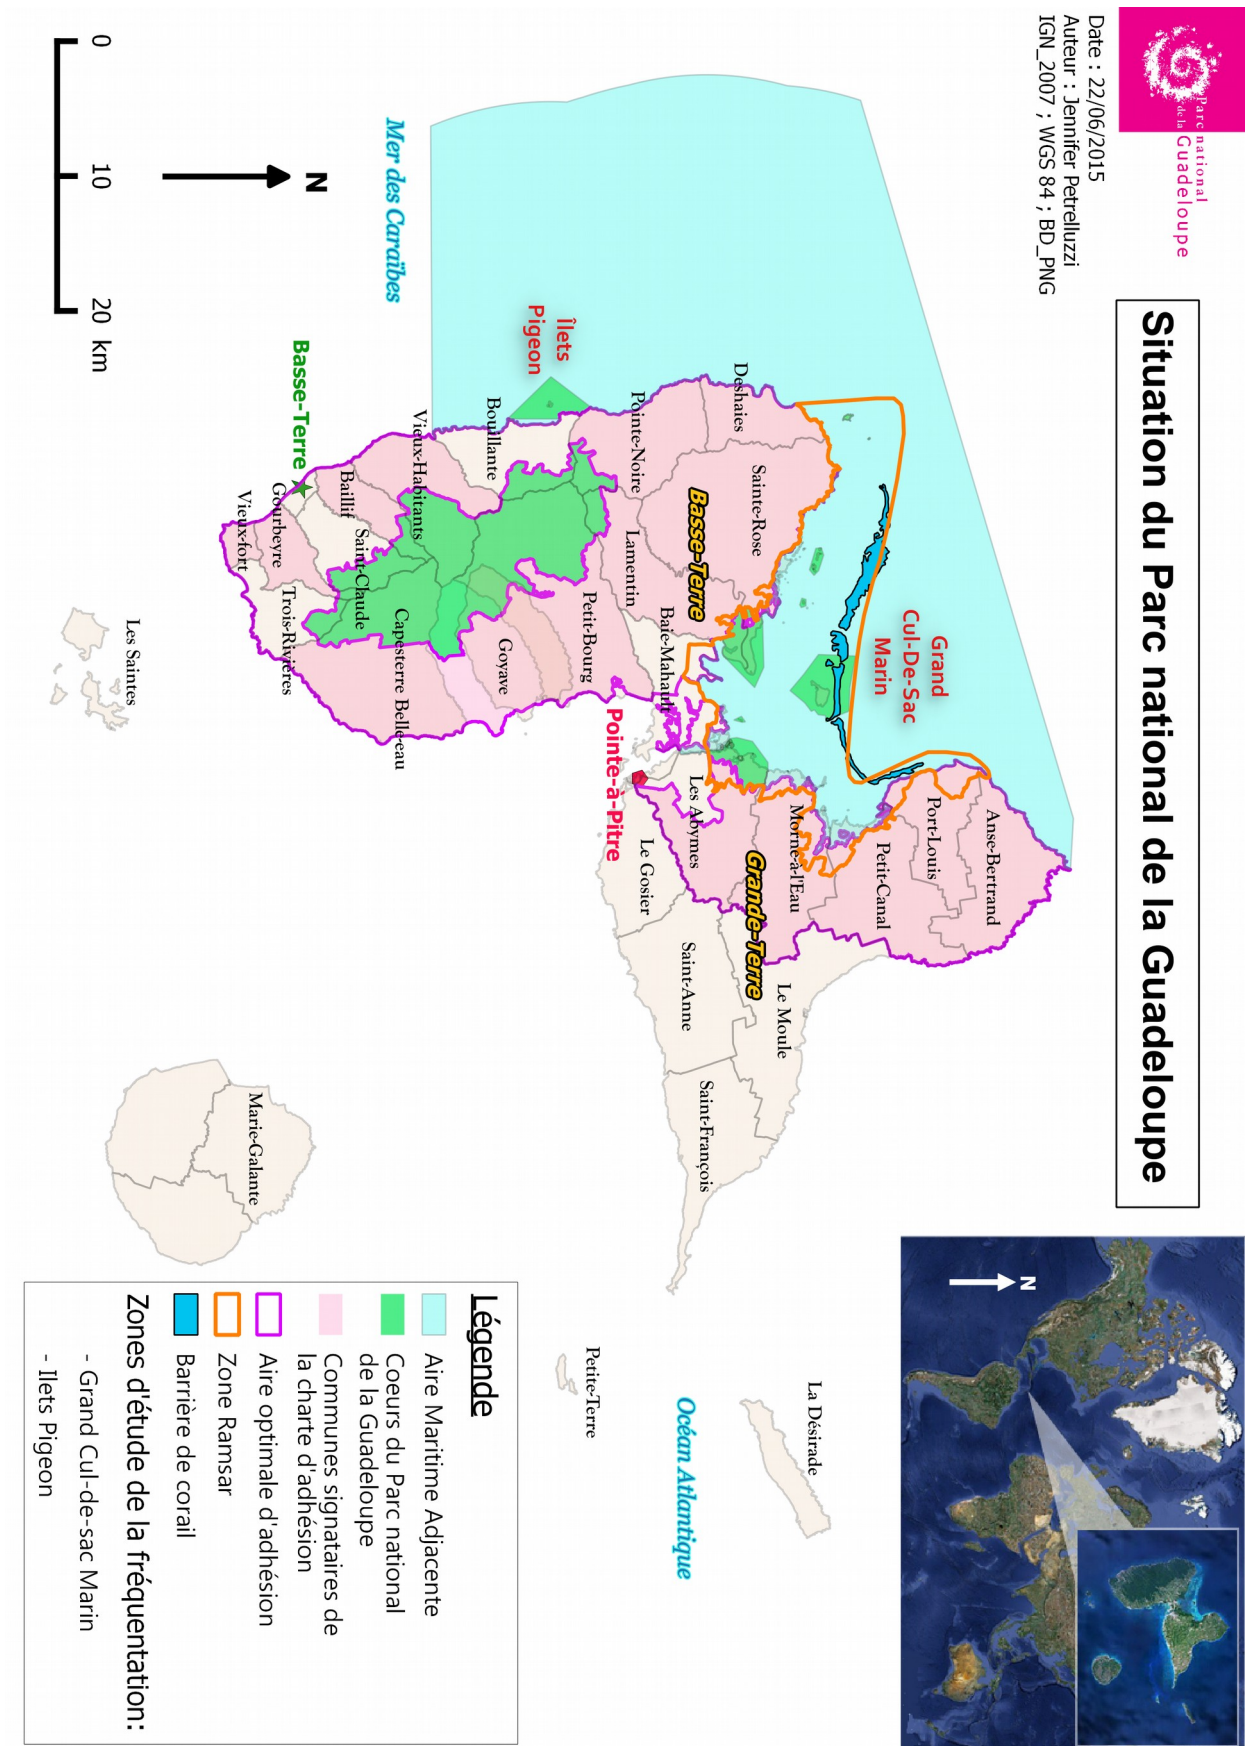 Parc national
de la Guadeloupe
Date : 22/06/2015
Auteur : Jennifer Petrelluzzi
IGN_2007 ; WGS 84 ; BD_PNG
Situation du Parc national de la Guadeloupe
N
Grand
Cul-De-Sac
Marin
Anse-Bertrand
Port-Louis
Petit-Canal
Morne-à-l'Eau
Le Moule
Grande-Terre
Les Abymes
Le Gosier
Saint-Anne
Saint-François
Pointe-à-Pitre
La Désirade
Océan Atlantique
Petite-Terre
Deshaies
Sainte-Rose
Basse-Terre
Pointe-Noire
Lamentin
Baie-Mahault
Petit-Bourg
Îlets
Pigeon
Bouillante
Goyave
Vieux-Habitants
Capesterre Belle-eau
Mer des Caraïbes
Baillif
Saint-Claude
Basse-Terre
Gourbeyre
Trois-Rivières
Vieux-fort
Les Saintes
Marie-Galante
N
0 10 20 km
Légende
Aire Maritime Adjacente
Coeurs du Parc national
de la Guadeloupe
Communes signataires de
la charte d'adhésion
Aire optimale d'adhésion
Zone Ramsar
Barrière de corail
Zones d'étude de la fréquentation:
- Grand Cul-de-sac Marin
- Ilets Pigeon